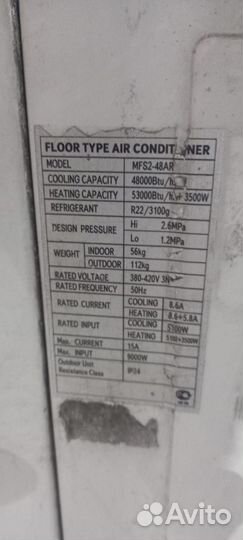 FLOOR TYPE AIR CONDITIONER
MODEL MFS2-48AR
COOLING CAPACITY 48000Btu/h
HEATING CAPACITY 53000Btu/h + 3500W
REFRIGERANT R22/3100g
DESIGN PRESSURE Hi 2.6MPa
Lo 1.2MPa
WEIGHT INDOOR 56kg
OUTDOOR 112kg
RATED VOLTAGE 380-420V 3N
RATED FREQUENCY 50Hz
RATED CURRENT COOLING 8.6A
HEATING 8.6+5.8A
RATED INPUT COOLING 5100W
HEATING 5100+3500W
Max. CURRENT 15A
Max. INPUT 9000W
Outdoor Unit
Resistance Class IP24
Avito